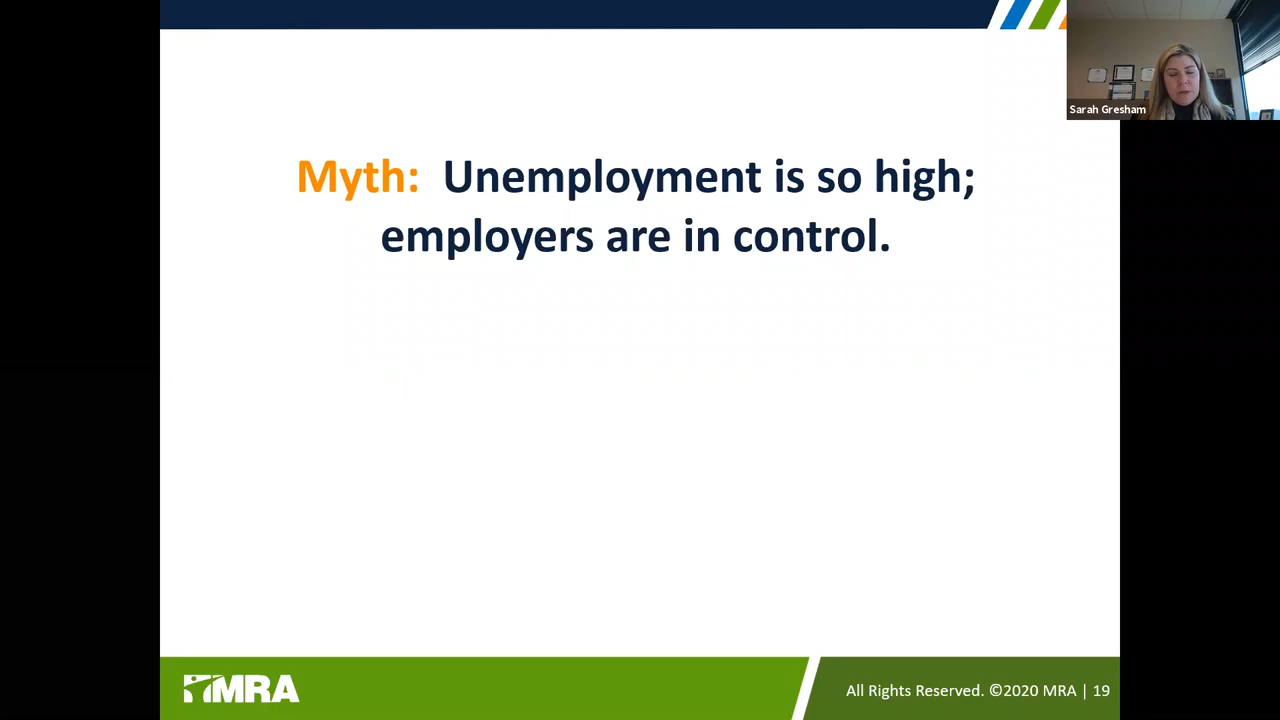 Sarah Gresham
Myth: Unemployment is so high;
employers are in control.
MRA
All Rights Reserved. ©2020 MRA | 19